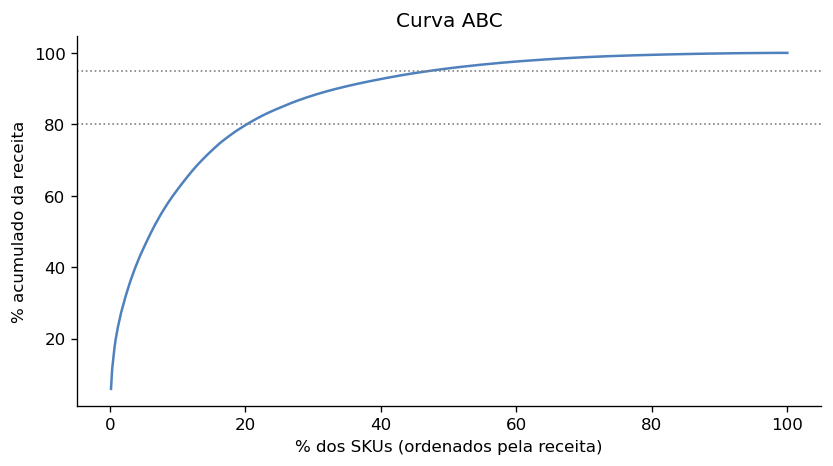 Curva ABC
% acumulado da receita
100
80
60
40
20
0 20 40 60 80 100
% dos SKUs (ordenados pela receita)